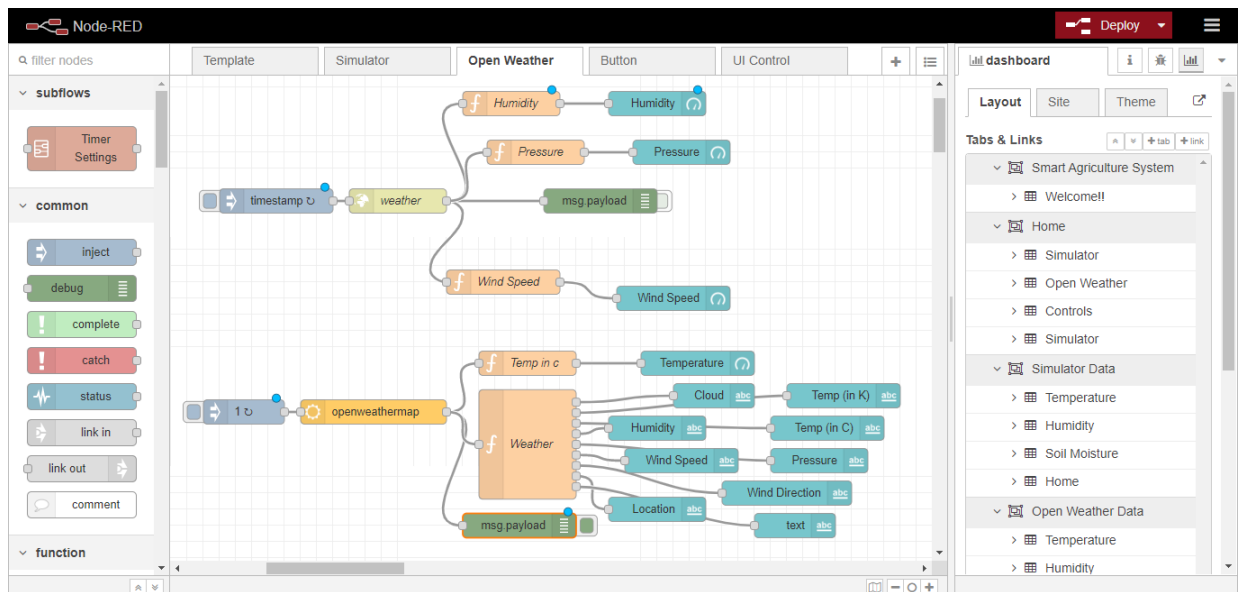 Node-RED
Deploy
filter nodes
Template
Simulator
Open Weather
Button
UI Control
dashboard
i
subflows
Timer
Settings
common
inject
debug
complete
catch
status
link in
link out
comment
function
Humidity
Humidity
Pressure
Pressure
timestamp ↻
weather
msg.payload
Wind Speed
Wind Speed
Temp in c
Temperature
1 ↻
openweathermap
Weather
Cloud abc
Temp (in K) abc
Humidity abc
Temp (in C) abc
Wind Speed abc
Pressure abc
Wind Direction abc
Location abc
text abc
msg.payload
Layout
Site
Theme
Tabs & Links
+ tab
+ link
Smart Agriculture System
Welcome!!
Home
Simulator
Open Weather
Controls
Simulator
Simulator Data
Temperature
Humidity
Soil Moisture
Home
Open Weather Data
Temperature
Humidity